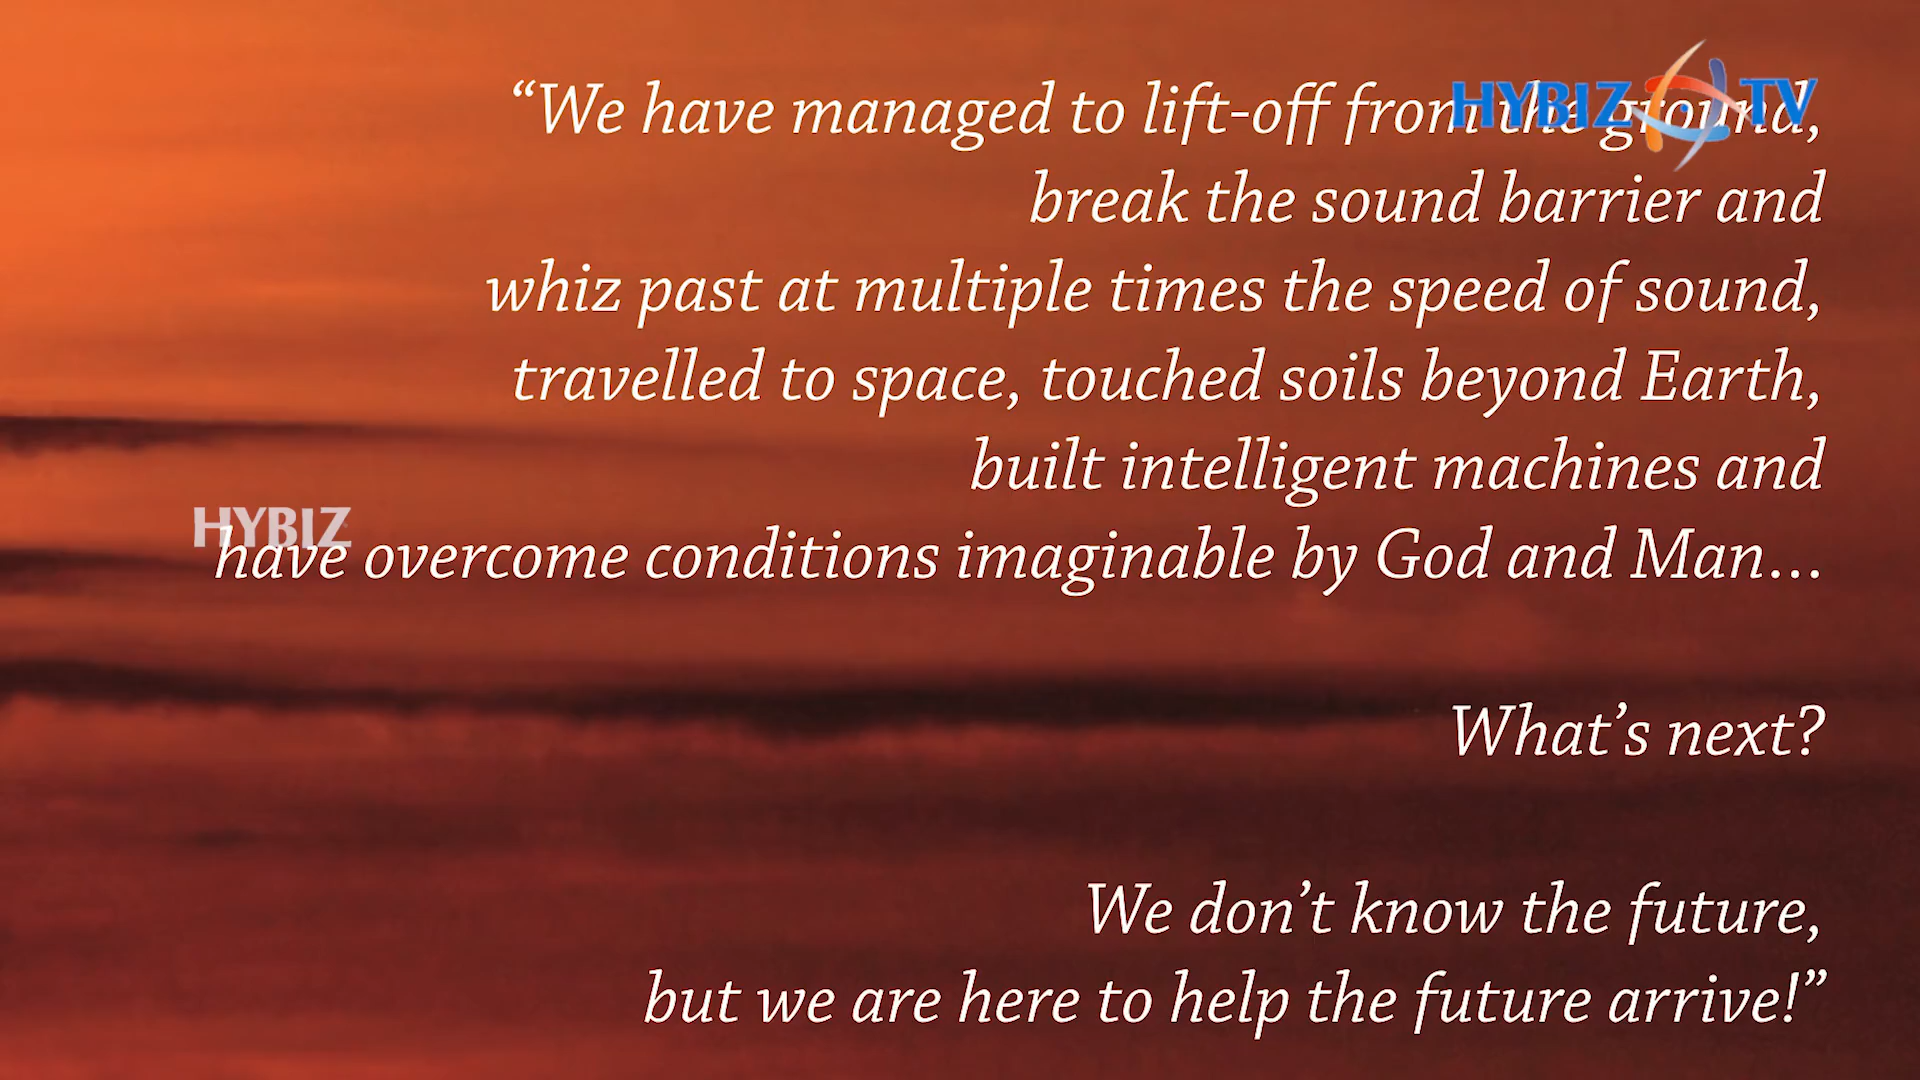 HYBIZ TV
“We have managed to lift-off from the ground,
break the sound barrier and
whiz past at multiple times the speed of sound,
travelled to space, touched soils beyond Earth,
built intelligent machines and
HYBIZ
have overcome conditions imaginable by God and Man...
What’s next?
We don’t know the future,
but we are here to help the future arrive!”